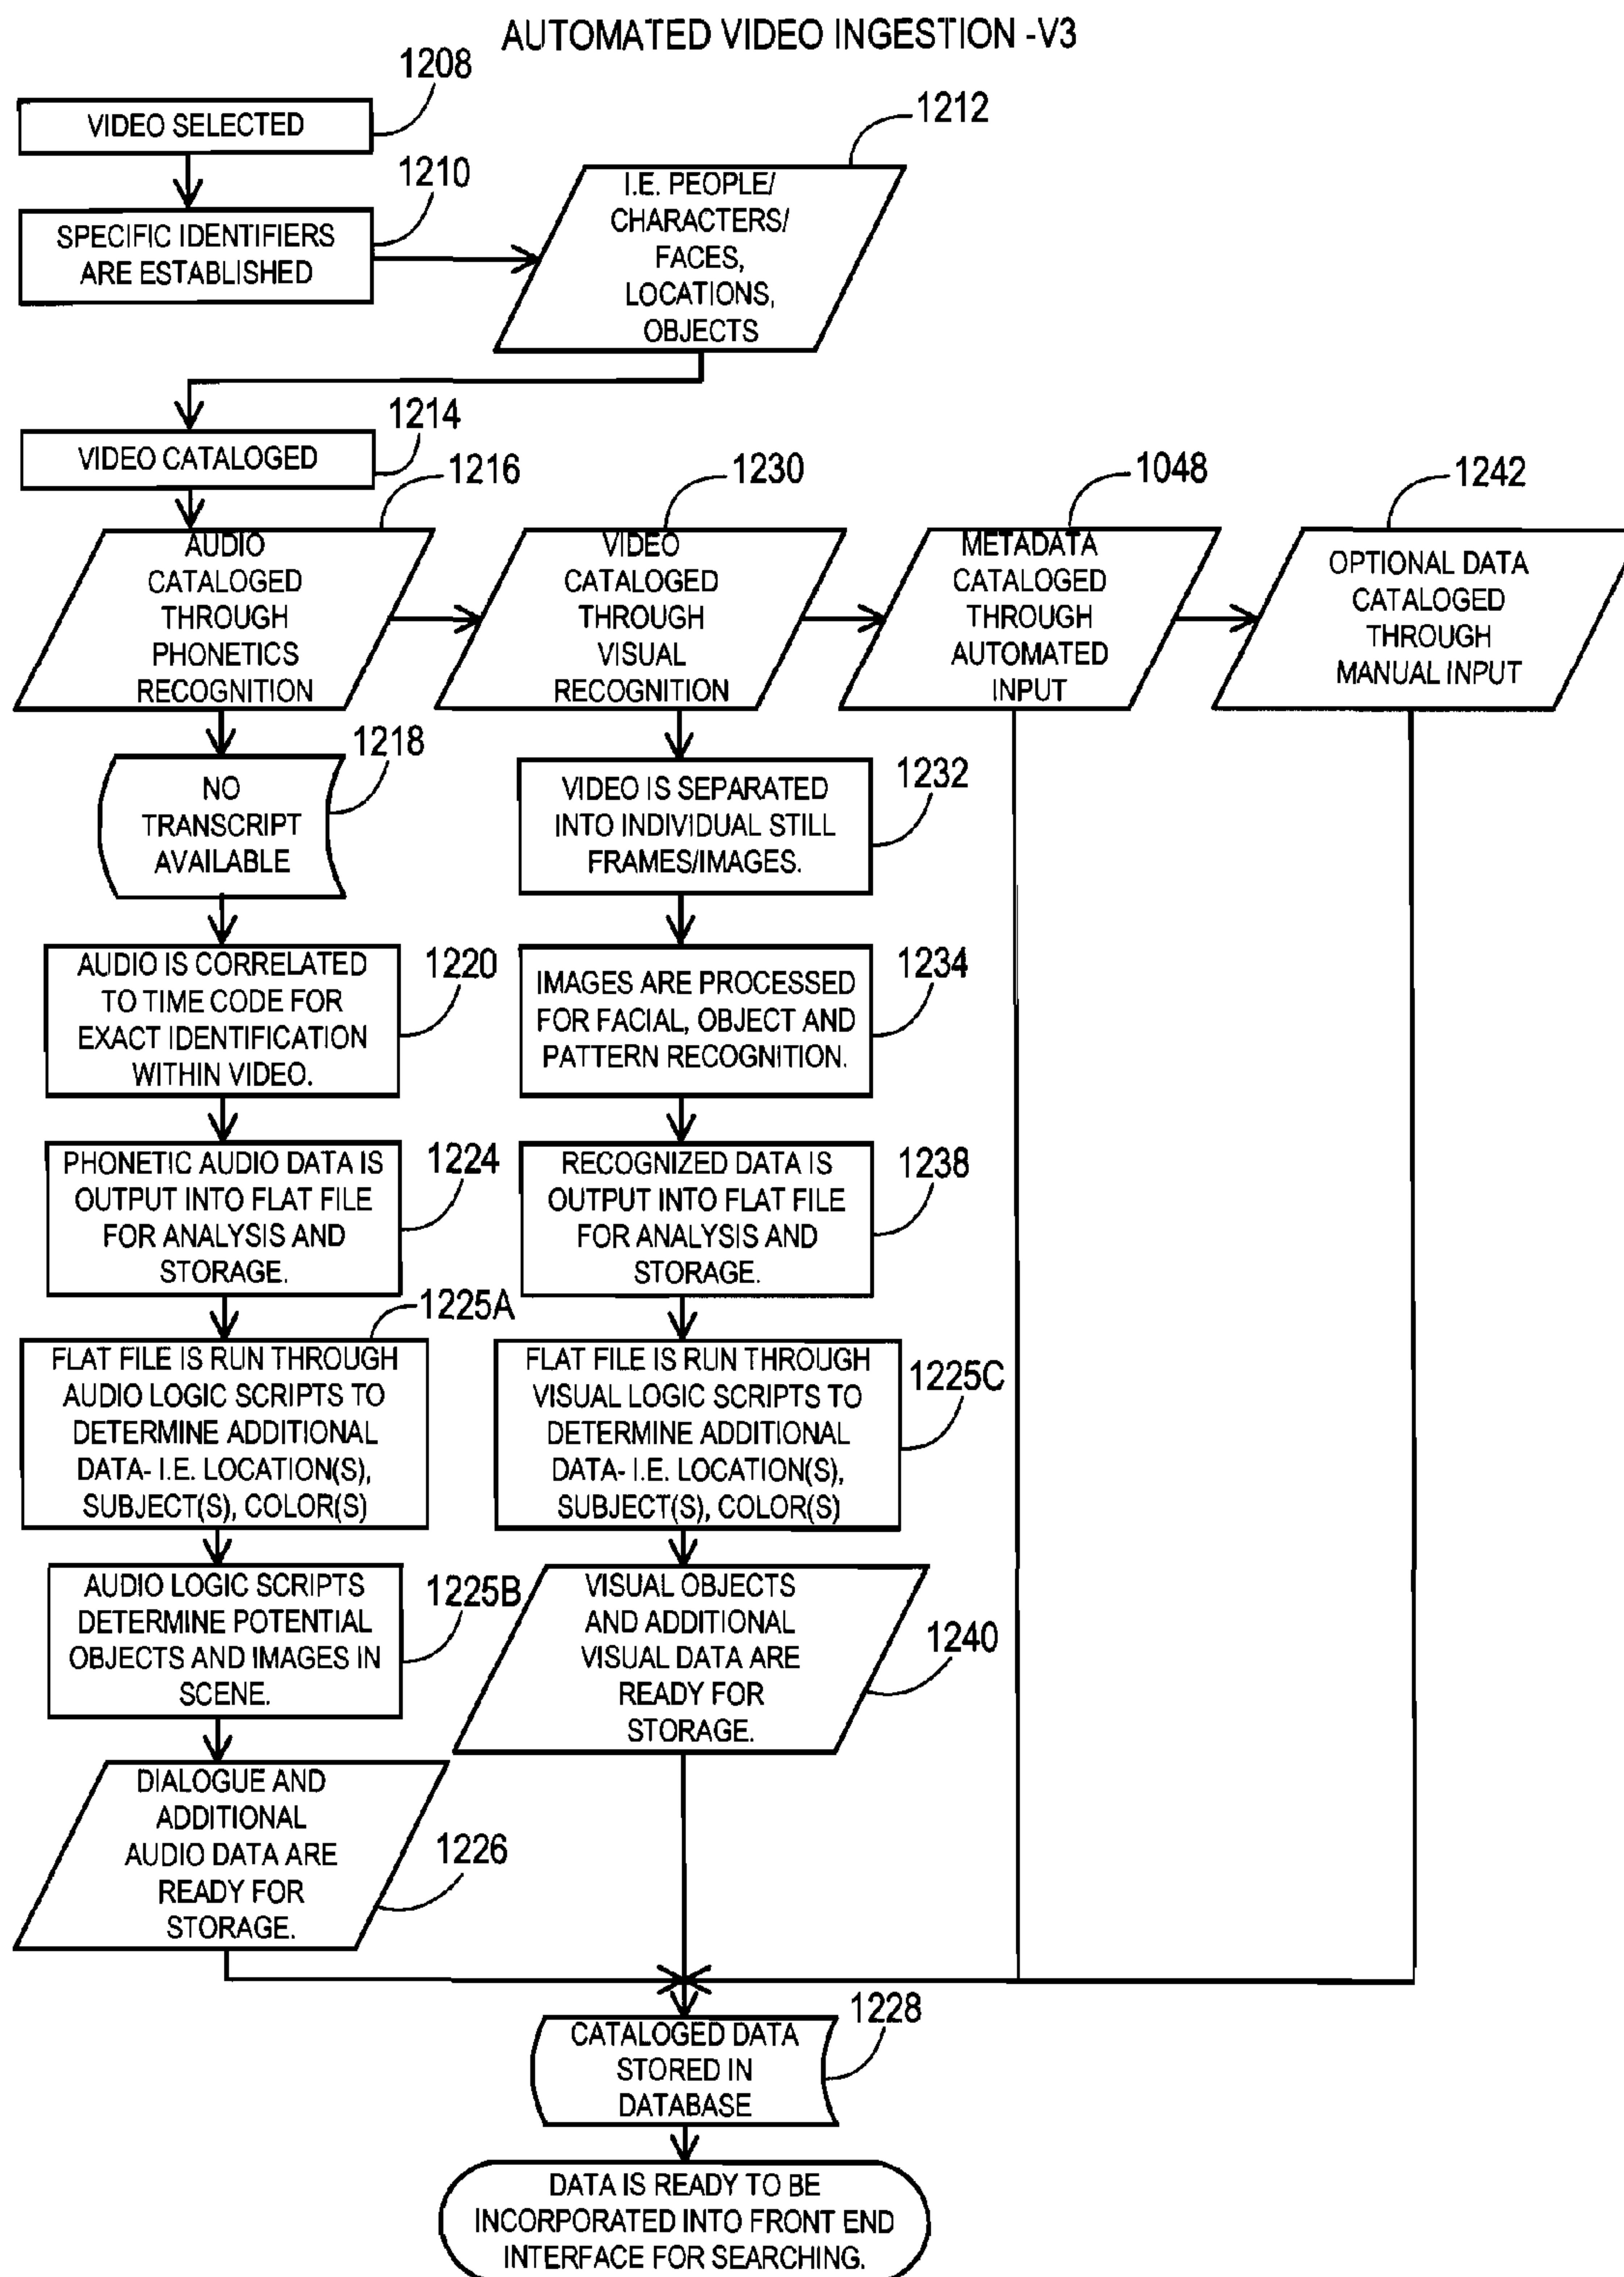 AUTOMATED VIDEO INGESTION -V3
1208
VIDEO SELECTED
1210
SPECIFIC IDENTIFIERS
ARE ESTABLISHED
1212
I.E. PEOPLE/
CHARACTERS/
FACES,
LOCATIONS,
OBJECTS
1214
VIDEO CATALOGED
1216
AUDIO
CATALOGED
THROUGH
PHONETICS
RECOGNITION
1230
VIDEO
CATALOGED
THROUGH
VISUAL
RECOGNITION
1048
METADATA
CATALOGED
THROUGH
AUTOMATED
INPUT
1242
OPTIONAL DATA
CATALOGED
THROUGH
MANUAL INPUT
1218
NO
TRANSCRIPT
AVAILABLE
1220
AUDIO IS CORRELATED
TO TIME CODE FOR
EXACT IDENTIFICATION
WITHIN VIDEO.
1224
PHONETIC AUDIO DATA IS
OUTPUT INTO FLAT FILE
FOR ANALYSIS AND
STORAGE.
1225A
FLAT FILE IS RUN THROUGH
AUDIO LOGIC SCRIPTS TO
DETERMINE ADDITIONAL
DATA- I.E. LOCATION(S),
SUBJECT(S), COLOR(S)
1225B
AUDIO LOGIC SCRIPTS
DETERMINE POTENTIAL
OBJECTS AND IMAGES IN
SCENE.
1226
DIALOGUE AND
ADDITIONAL
AUDIO DATA ARE
READY FOR
STORAGE.
1232
VIDEO IS SEPARATED
INTO INDIVIDUAL STILL
FRAMES/IMAGES.
1234
IMAGES ARE PROCESSED
FOR FACIAL, OBJECT AND
PATTERN RECOGNITION.
1238
RECOGNIZED DATA IS
OUTPUT INTO FLAT FILE
FOR ANALYSIS AND
STORAGE.
1225C
FLAT FILE IS RUN THROUGH
VISUAL LOGIC SCRIPTS TO
DETERMINE ADDITIONAL
DATA- I.E. LOCATION(S),
SUBJECT(S), COLOR(S)
1240
VISUAL OBJECTS
AND ADDITIONAL
VISUAL DATA ARE
READY FOR
STORAGE.
1228
CATALOGED DATA
STORED IN
DATABASE
DATA IS READY TO BE
INCORPORATED INTO FRONT END
INTERFACE FOR SEARCHING.